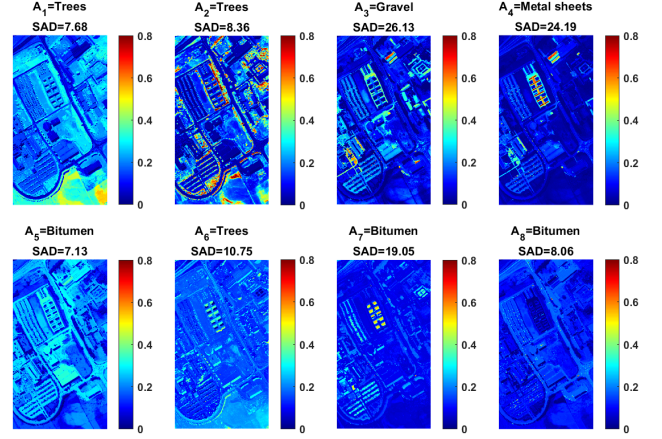 A1=Trees
SAD=7.68
0.8
0.6
0.4
0.2
0
A2=Trees
SAD=8.36
0.8
0.6
0.4
0.2
0
A3=Gravel
SAD=26.13
0.8
0.6
0.4
0.2
0
A4=Metal sheets
SAD=24.19
0.8
0.6
0.4
0.2
0
A5=Bitumen
SAD=7.13
0.8
0.6
0.4
0.2
0
A6=Trees
SAD=10.75
0.8
0.6
0.4
0.2
0
A7=Bitumen
SAD=19.05
0.8
0.6
0.4
0.2
0
A8=Bitumen
SAD=8.06
0.8
0.6
0.4
0.2
0